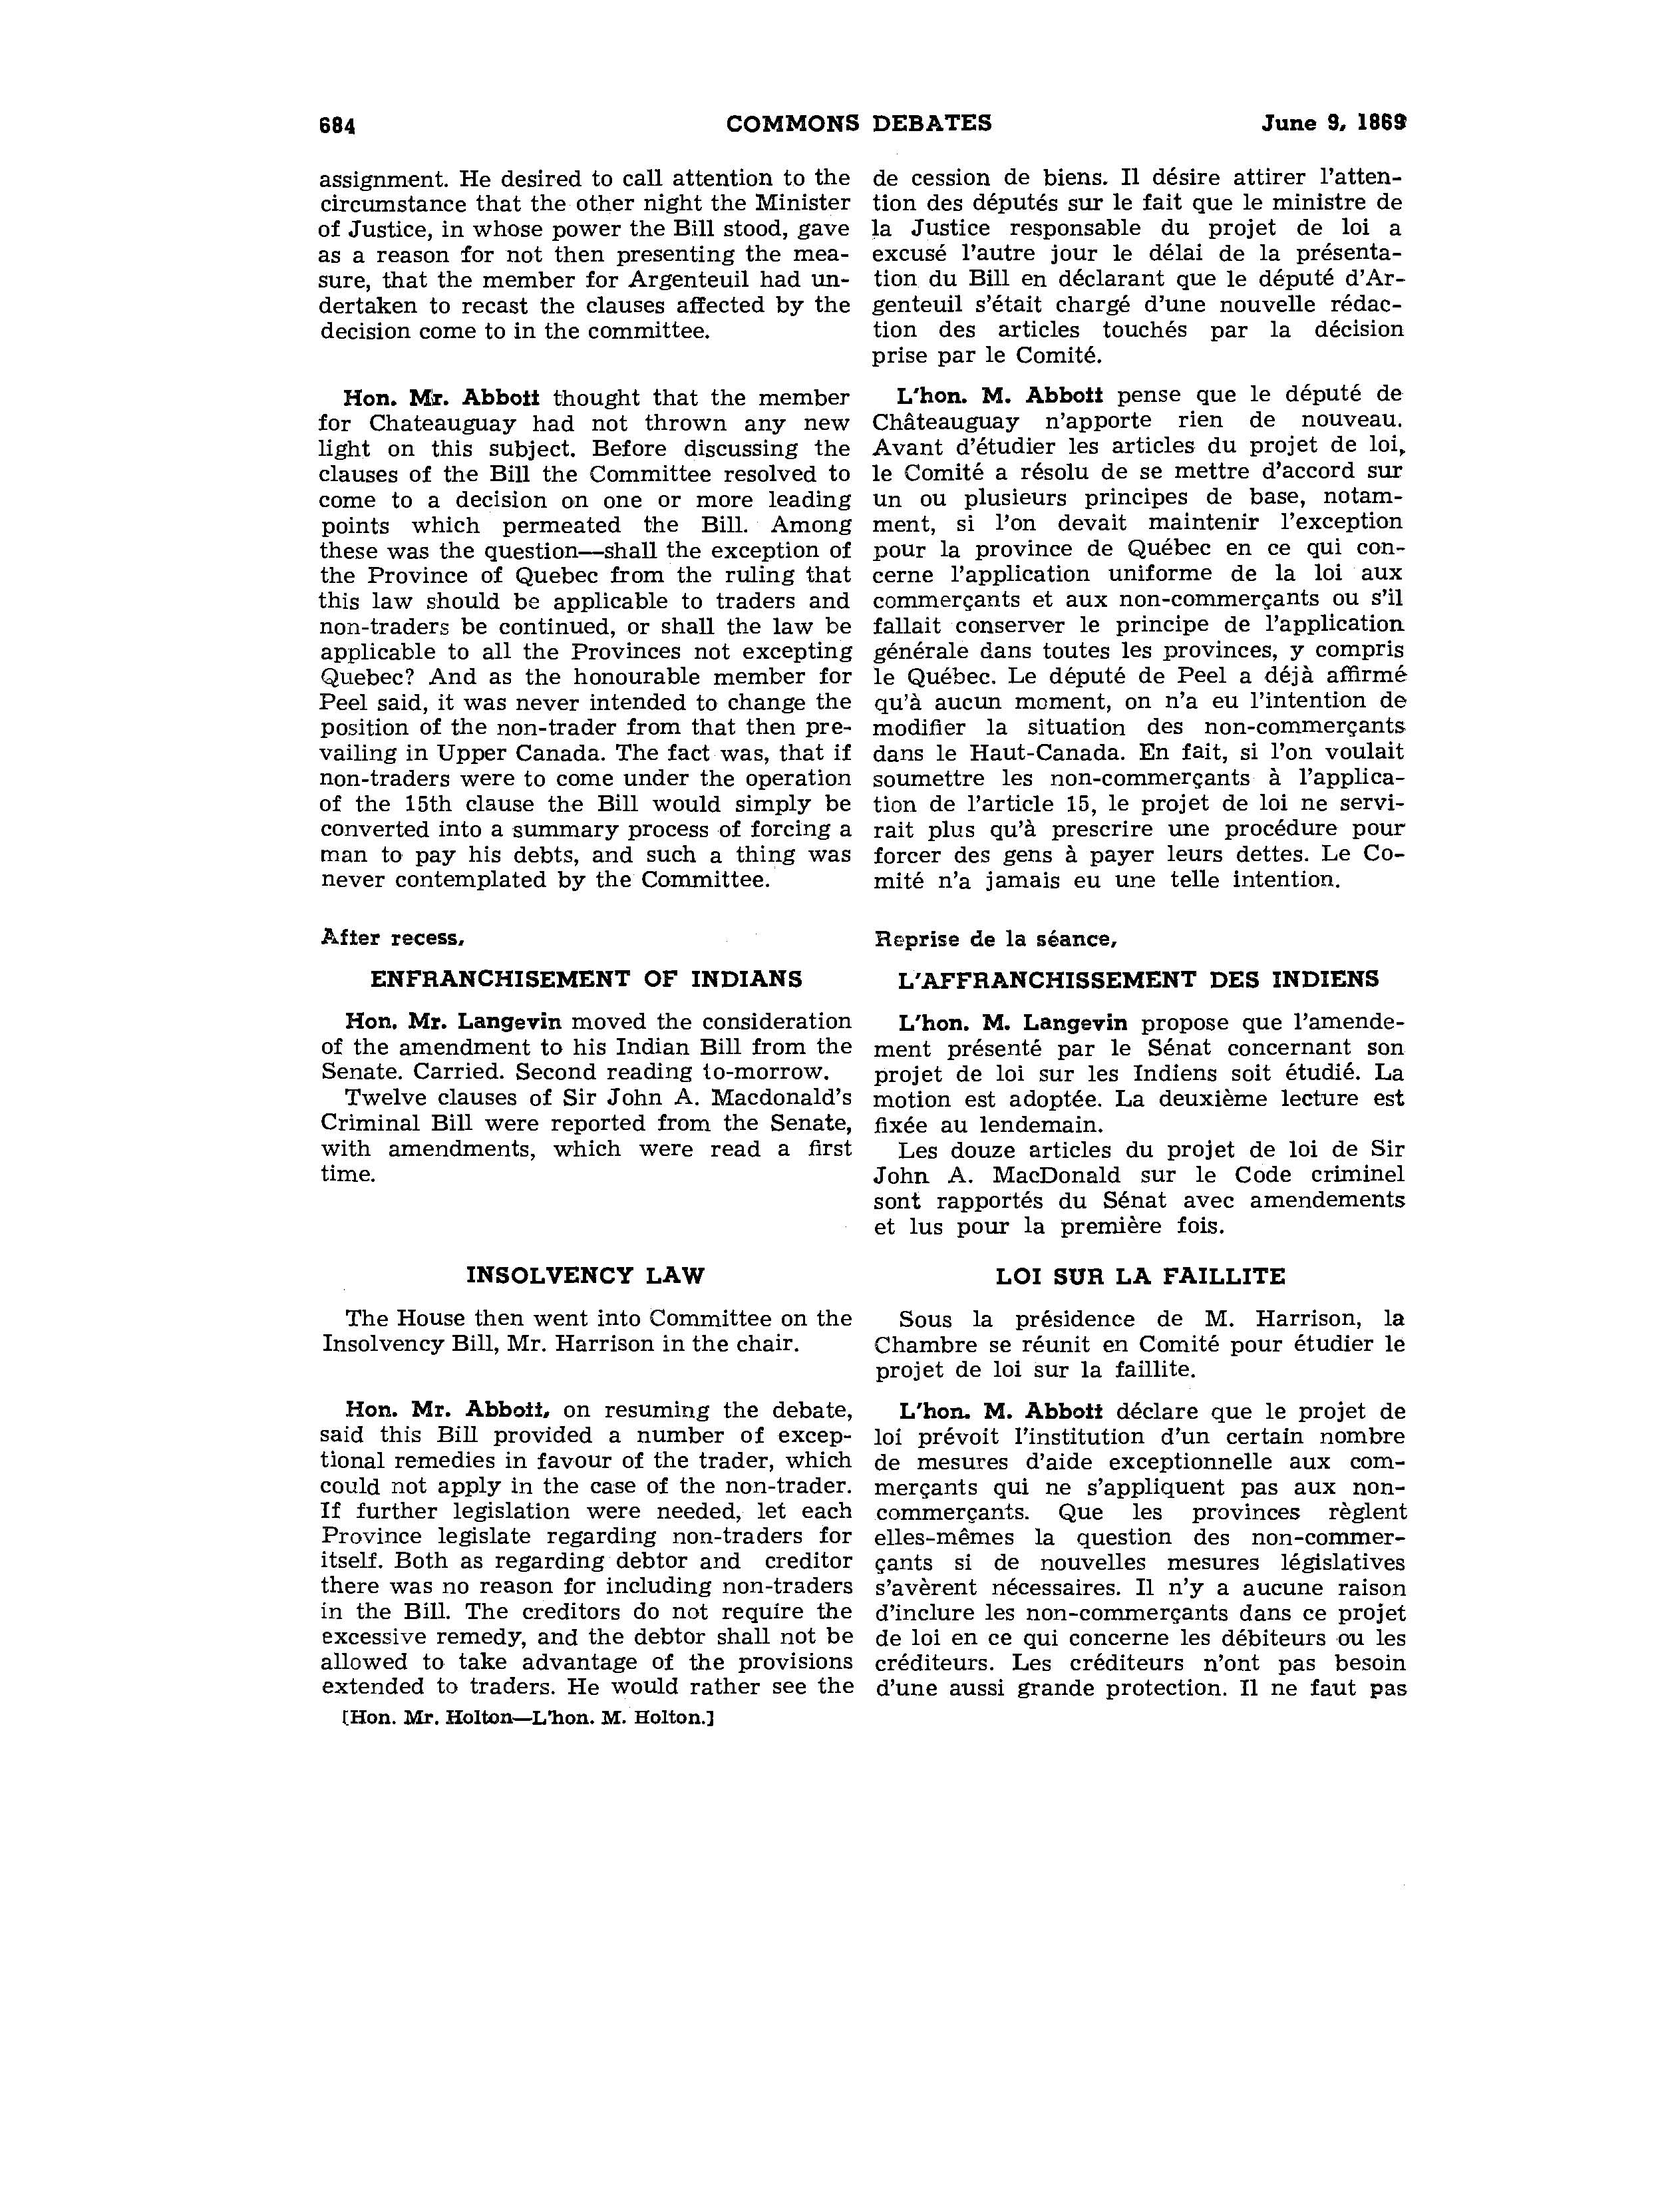 684 COMMONS DEBATES June 9, 1869
assignment. He desired to call attention to the
circumstance that the other night the Minister
of Justice, in whose power the Bill stood, gave
as a reason for not then presenting the mea-
sure, that the member for Argenteuil had un-
dertaken to recast the clauses affected by the
decision come to in the committee.
Hon. Mr. Abbott thought that the member
for Chateauguay had not thrown any new
light on this subject. Before discussing the
clauses of the Bill the Committee resolved to
come to a decision on one or more leading
points which permeated the Bill. Among
these was the question—shall the exception of
the Province of Quebec from the ruling that
this law should be applicable to traders and
non-traders be continued, or shall the law be
applicable to all the Provinces not excepting
Quebec? And as the honourable member for
Peel said, it was never intended to change the
position of the non-trader from that then pre-
vailing in Upper Canada. The fact was, that if
non-traders were to come under the operation
of the 15th clause the Bill would simply be
converted into a summary process of forcing a
man to pay his debts, and such a thing was
never contemplated by the Committee.
After recess,
ENFRANCHISEMENT OF INDIANS
Hon. Mr. Langevin moved the consideration
of the amendment to his Indian Bill from the
Senate. Carried. Second reading to-morrow.
Twelve clauses of Sir John A. Macdonald's
Criminal Bill were reported from the Senate,
with amendments, which were read a first
time.
INSOLVENCY LAW
The House then went into Committee on the
Insolvency Bill, Mr. Harrison in the chair.
Hon. Mr. Abbott, on resuming the debate,
said this Bill provided a number of excep-
tional remedies in favour of the trader, which
could not apply in the case of the non-trader.
If further legislation were needed, let each
Province legislate regarding non-traders for
itself. Both as regarding debtor and creditor
there was no reason for including non-traders
in the Bill. The creditors do not require the
excessive remedy, and the debtor shall not be
allowed to take advantage of the provisions
extended to traders. He would rather see the
[Hon. Mr. Holton—L'hon. M. Holton.]
de cession de biens. Il désire attirer l'atten-
tion des députés sur le fait que le ministre de
la Justice responsable du projet de loi a
excusé l'autre jour le délai de la présenta-
tion du Bill en déclarant que le député d'Ar-
genteuil s'était chargé d'une nouvelle rédac-
tion des articles touchés par la décision
prise par le Comité.
L'hon. M. Abbott pense que le député de
Châteauguay n'apporte rien de nouveau.
Avant d'étudier les articles du projet de loi,
le Comité a résolu de se mettre d'accord sur
un ou plusieurs principes de base, notam-
ment, si l'on devait maintenir l'exception
pour la province de Québec en ce qui con-
cerne l'application uniforme de la loi aux
commerçants et aux non-commerçants ou s'il
fallait conserver le principe de l'application
générale dans toutes les provinces, y compris
le Québec. Le député de Peel a déjà affirmé
qu'à aucun moment, on n'a eu l'intention de
modifier la situation des non-commerçants
dans le Haut-Canada. En fait, si l'on voulait
soumettre les non-commerçants à l'applica-
tion de l'article 15, le projet de loi ne servi-
rait plus qu'à prescrire une procédure pour
forcer des gens à payer leurs dettes. Le Co-
mité n'a jamais eu une telle intention.
Reprise de la séance,
L'AFFRANCHISSEMENT DES INDIENS
L'hon. M. Langevin propose que l'amende-
ment présenté par le Sénat concernant son
projet de loi sur les Indiens soit étudié. La
motion est adoptée. La deuxième lecture est
fixée au lendemain.
Les douze articles du projet de loi de Sir
John A. MacDonald sur le Code criminel
sont rapportés du Sénat avec amendements
et lus pour la première fois.
LOI SUR LA FAILLITE
Sous la présidence de M. Harrison, la
Chambre se réunit en Comité pour étudier le
projet de loi sur la faillite.
L'hon. M. Abbott déclare que le projet de
loi prévoit l'institution d'un certain nombre
de mesures d'aide exceptionnelle aux com-
merçants qui ne s'appliquent pas aux non-
commerçants. Que les provinces règlent
elles-mêmes la question des non-commer-
çants si de nouvelles mesures législatives
s'avèrent nécessaires. Il n'y a aucune raison
d'inclure les non-commerçants dans ce projet
de loi en ce qui concerne les débiteurs ou les
créditeurs. Les créditeurs n'ont pas besoin
d'une aussi grande protection. Il ne faut pas